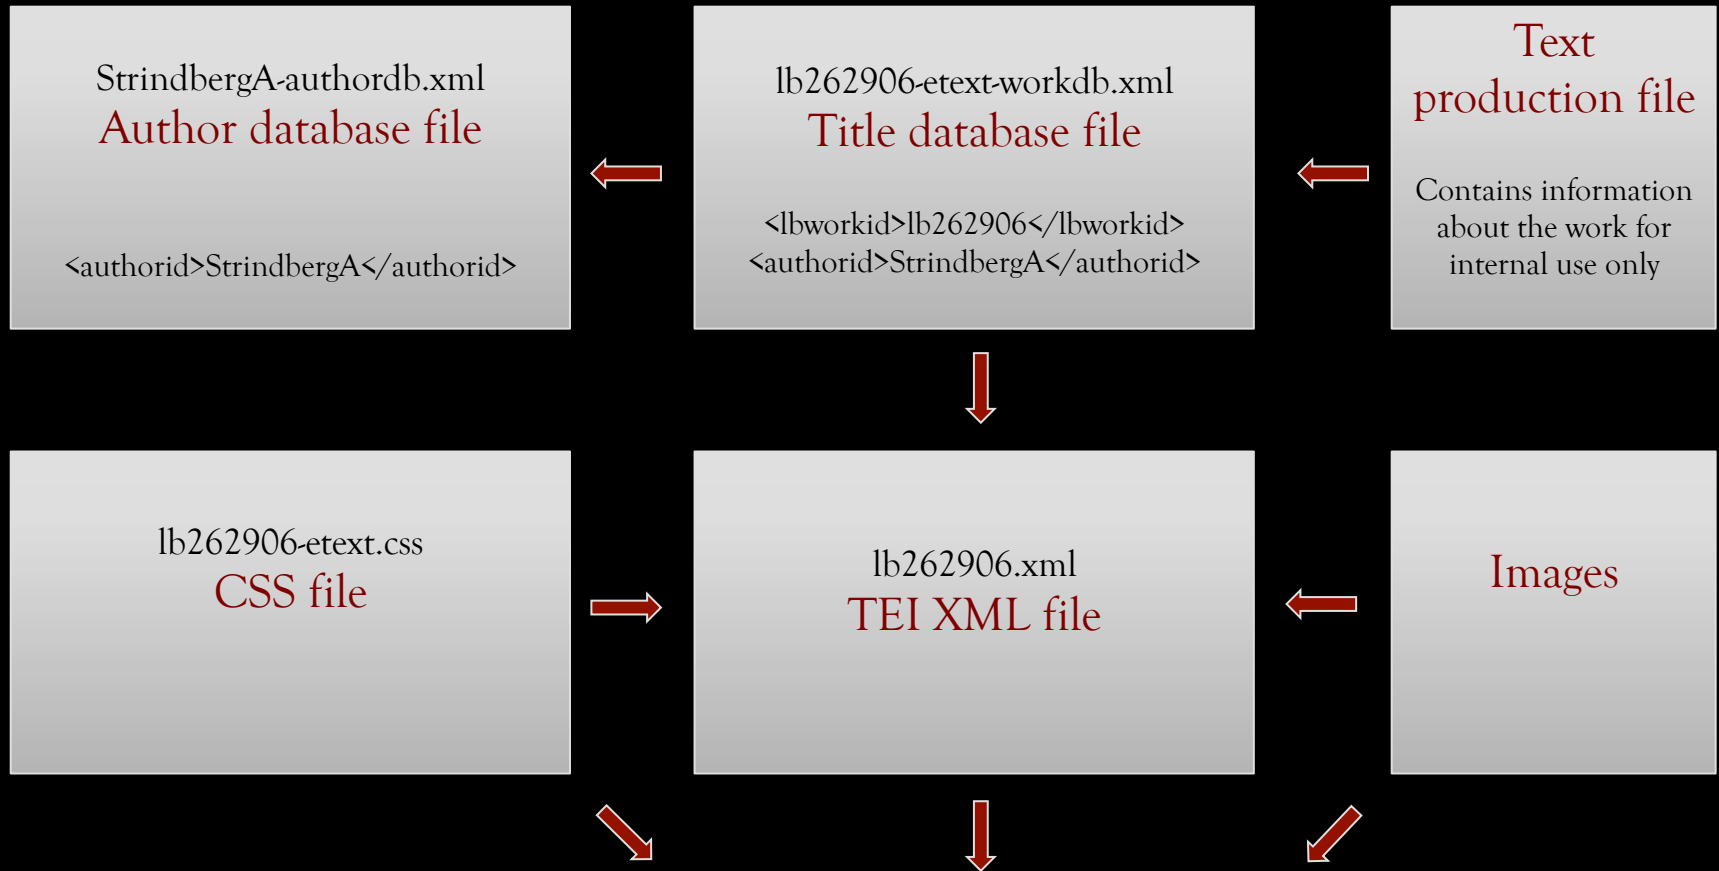 StrindbergA-authordb.xml
Author database file
<authorid>StrindbergA</authorid>
lb262906-etext-workdb.xml
Title database file
<lbworkid>lb262906</lbworkid>
<authorid>StrindbergA</authorid>
Text
production file
Contains information
about the work for
internal use only
lb262906-etext.css
CSS file
lb262906.xml
TEI XML file
Images